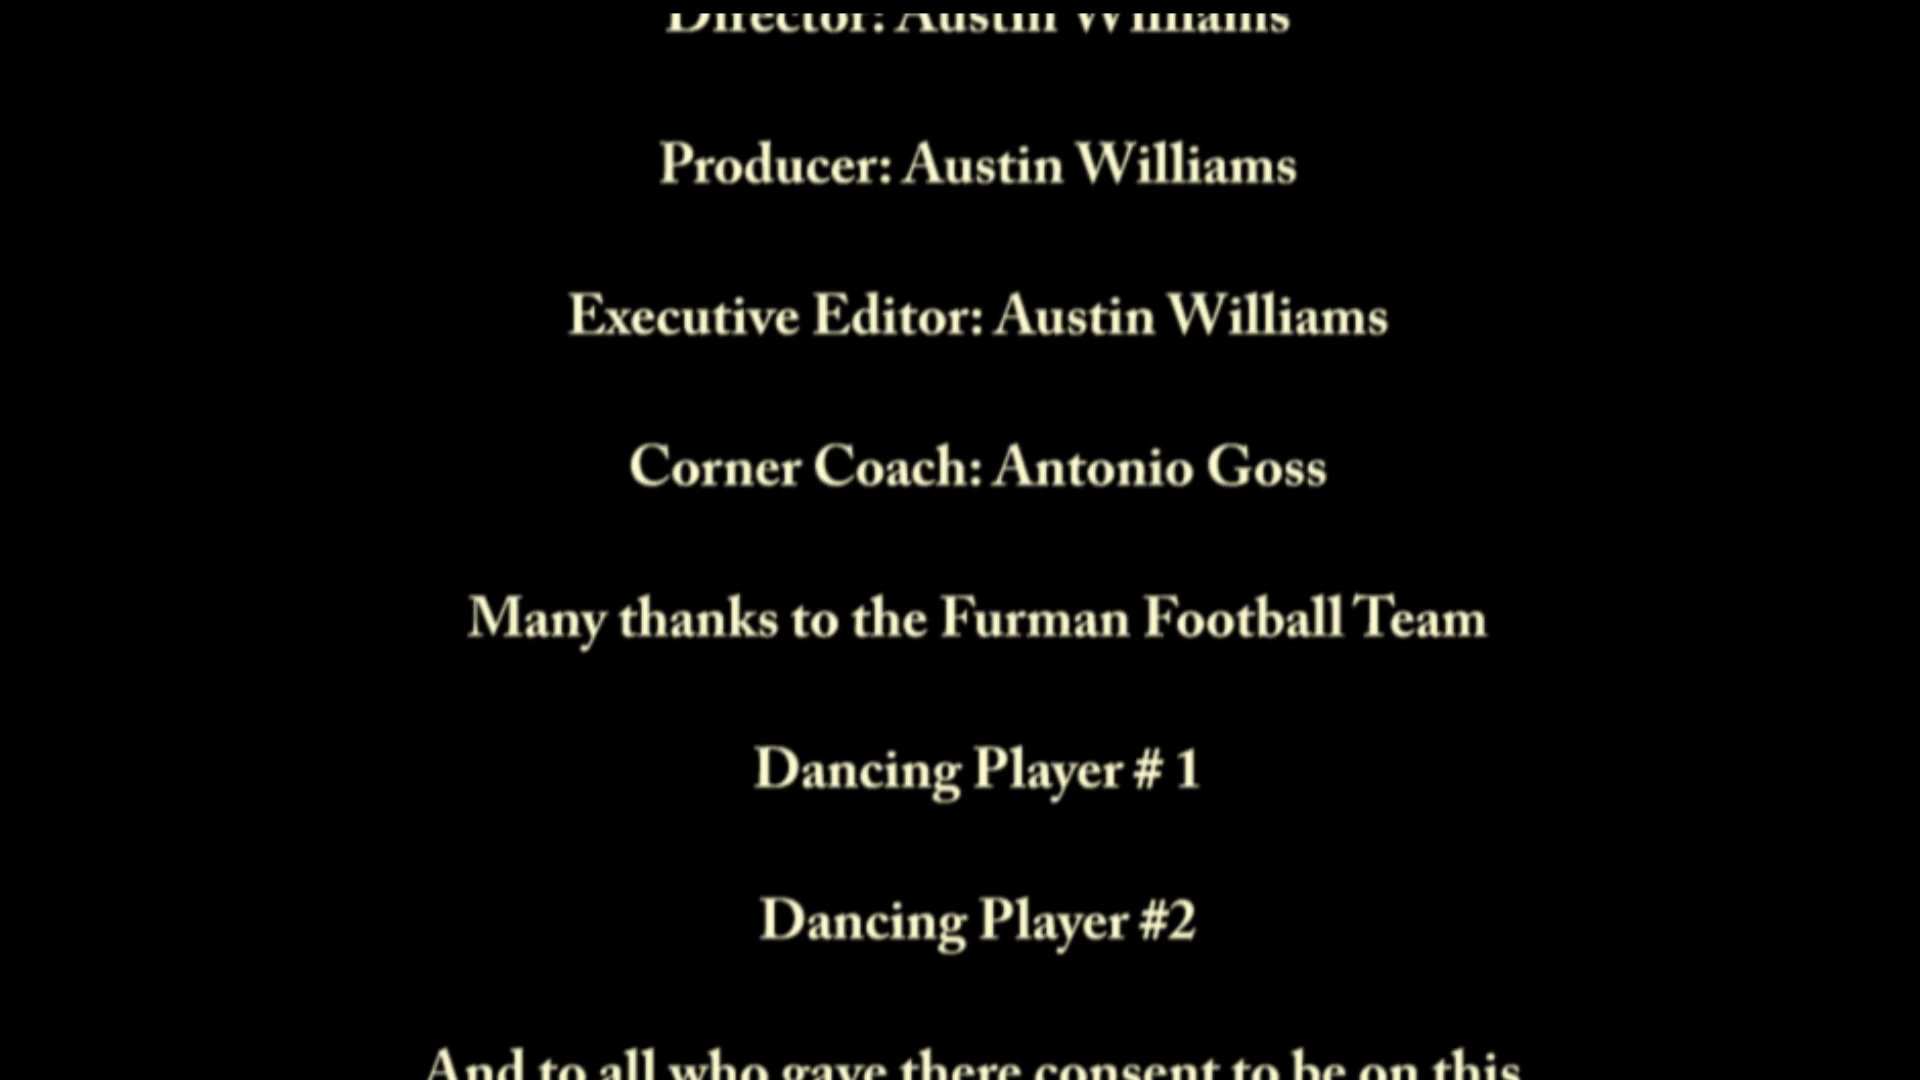 Director: Austin Williams
Producer: Austin Williams
Executive Editor: Austin Williams
Corner Coach: Antonio Goss
Many thanks to the Furman Football Team
Dancing Player # 1
Dancing Player #2
And to all who gave there consent to be on this